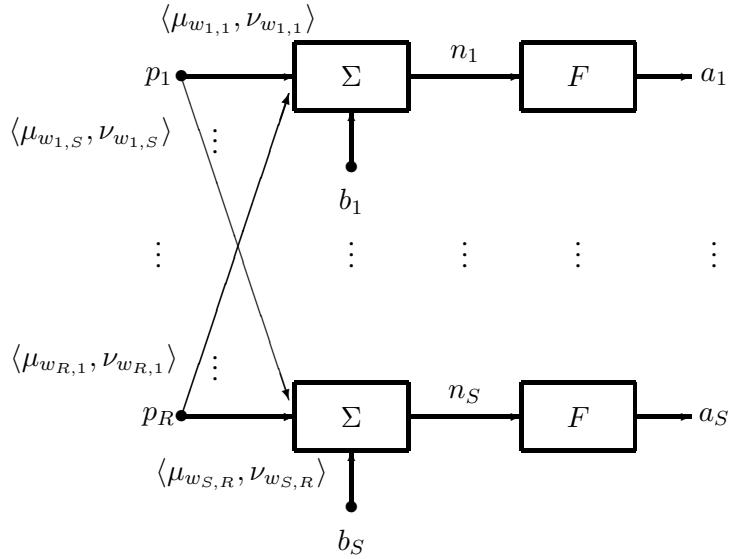 ⟨μ_{w_{1,1}}, ν_{w_{1,1}}⟩
p_1 Σ n_1 F a_1
⟨μ_{w_{1,S}}, ν_{w_{1,S}}⟩ ⋮
b_1
⋮ ⋮ ⋮ ⋮ ⋮
⟨μ_{w_{R,1}}, ν_{w_{R,1}}⟩ ⋮
p_R Σ n_S F a_S
⟨μ_{w_{S,R}}, ν_{w_{S,R}}⟩
b_S